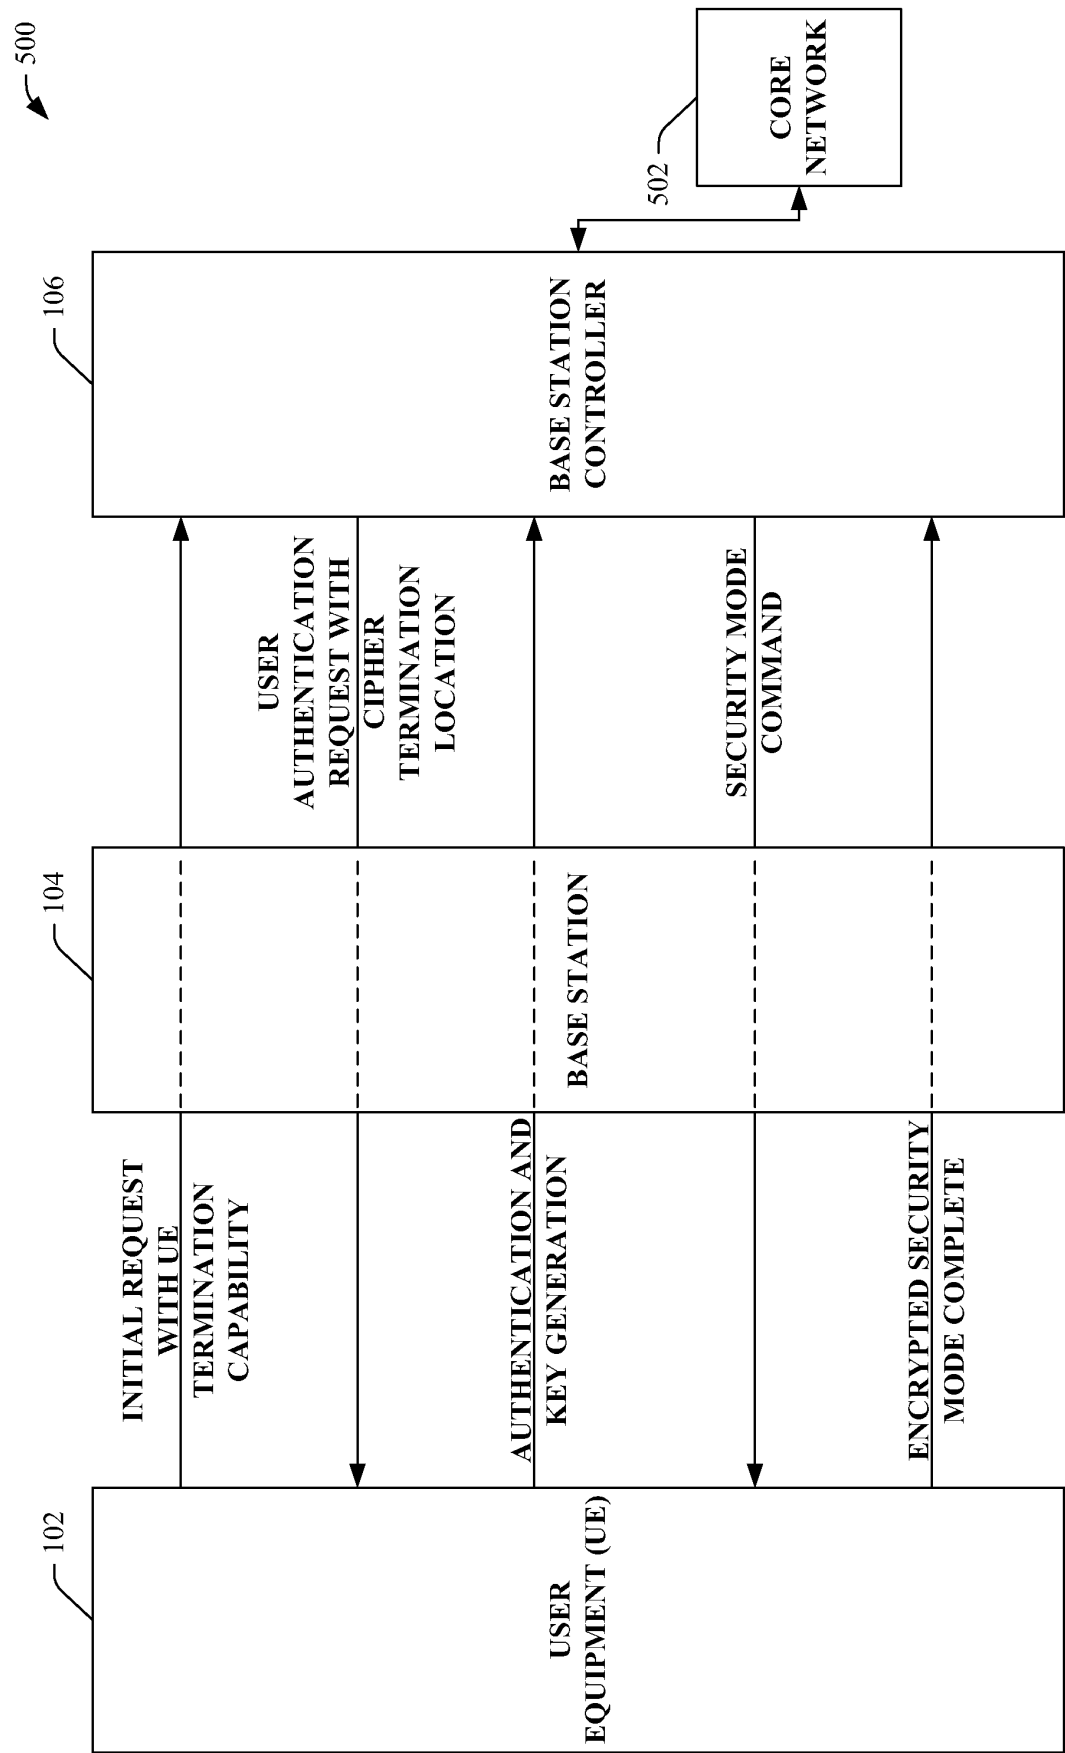 500
102
104
106
USER
EQUIPMENT (UE)
INITIAL REQUEST
WITH UE
TERMINATION
CAPABILITY
AUTHENTICATION AND
KEY GENERATION
ENCRYPTED SECURITY
MODE COMPLETE
BASE STATION
USER
AUTHENTICATION
REQUEST WITH
CIPHER
TERMINATION
LOCATION
SECURITY MODE
COMMAND
BASE STATION
CONTROLLER
502
CORE
NETWORK